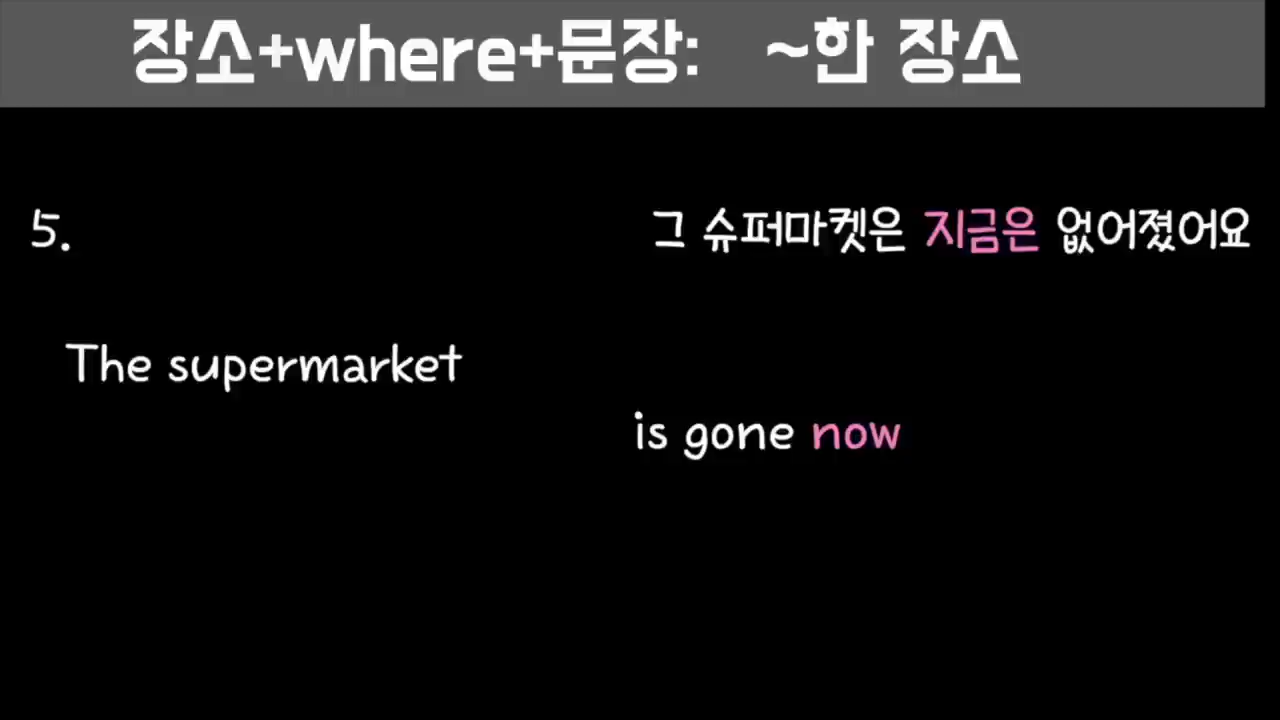 장소+where+문장: ~한 장소
5. 그 슈퍼마켓은 지금은 없어졌어요
The supermarket
is gone now